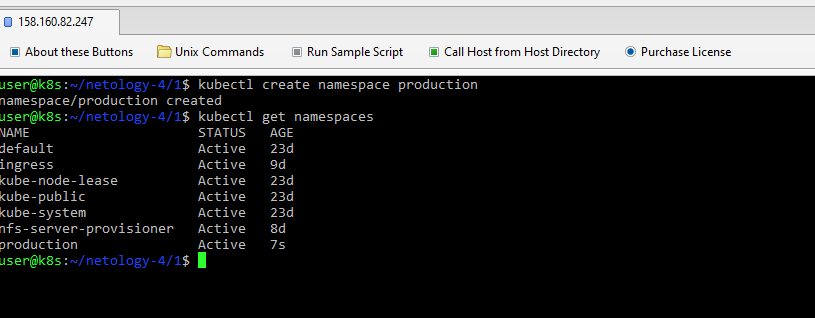 158.160.82.247
About these Buttons Unix Commands Run Sample Script Call Host from Host Directory Purchase License
user@k8s:~/netology-4/1$ kubectl create namespace production
namespace/production created
user@k8s:~/netology-4/1$ kubectl get namespaces
NAME STATUS AGE
default Active 23d
ingress Active 9d
kube-node-lease Active 23d
kube-public Active 23d
kube-system Active 23d
nfs-server-provisioner Active 8d
production Active 7s
user@k8s:~/netology-4/1$